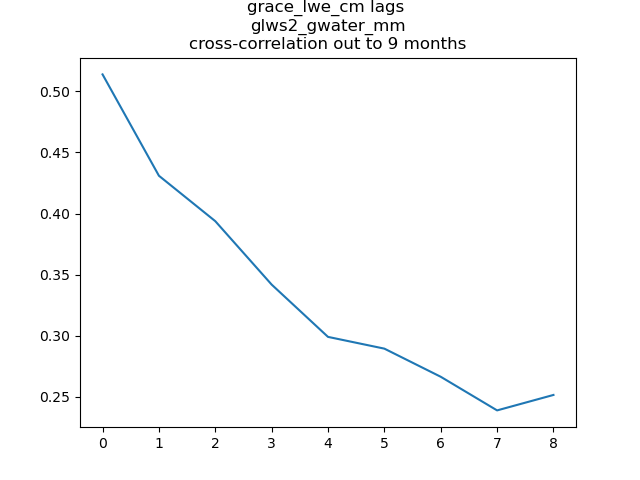 grace_lwe_cm lags
glws2_gwater_mm
cross-correlation out to 9 months
0.50
0.45
0.40
0.35
0.30
0.25
0 1 2 3 4 5 6 7 8